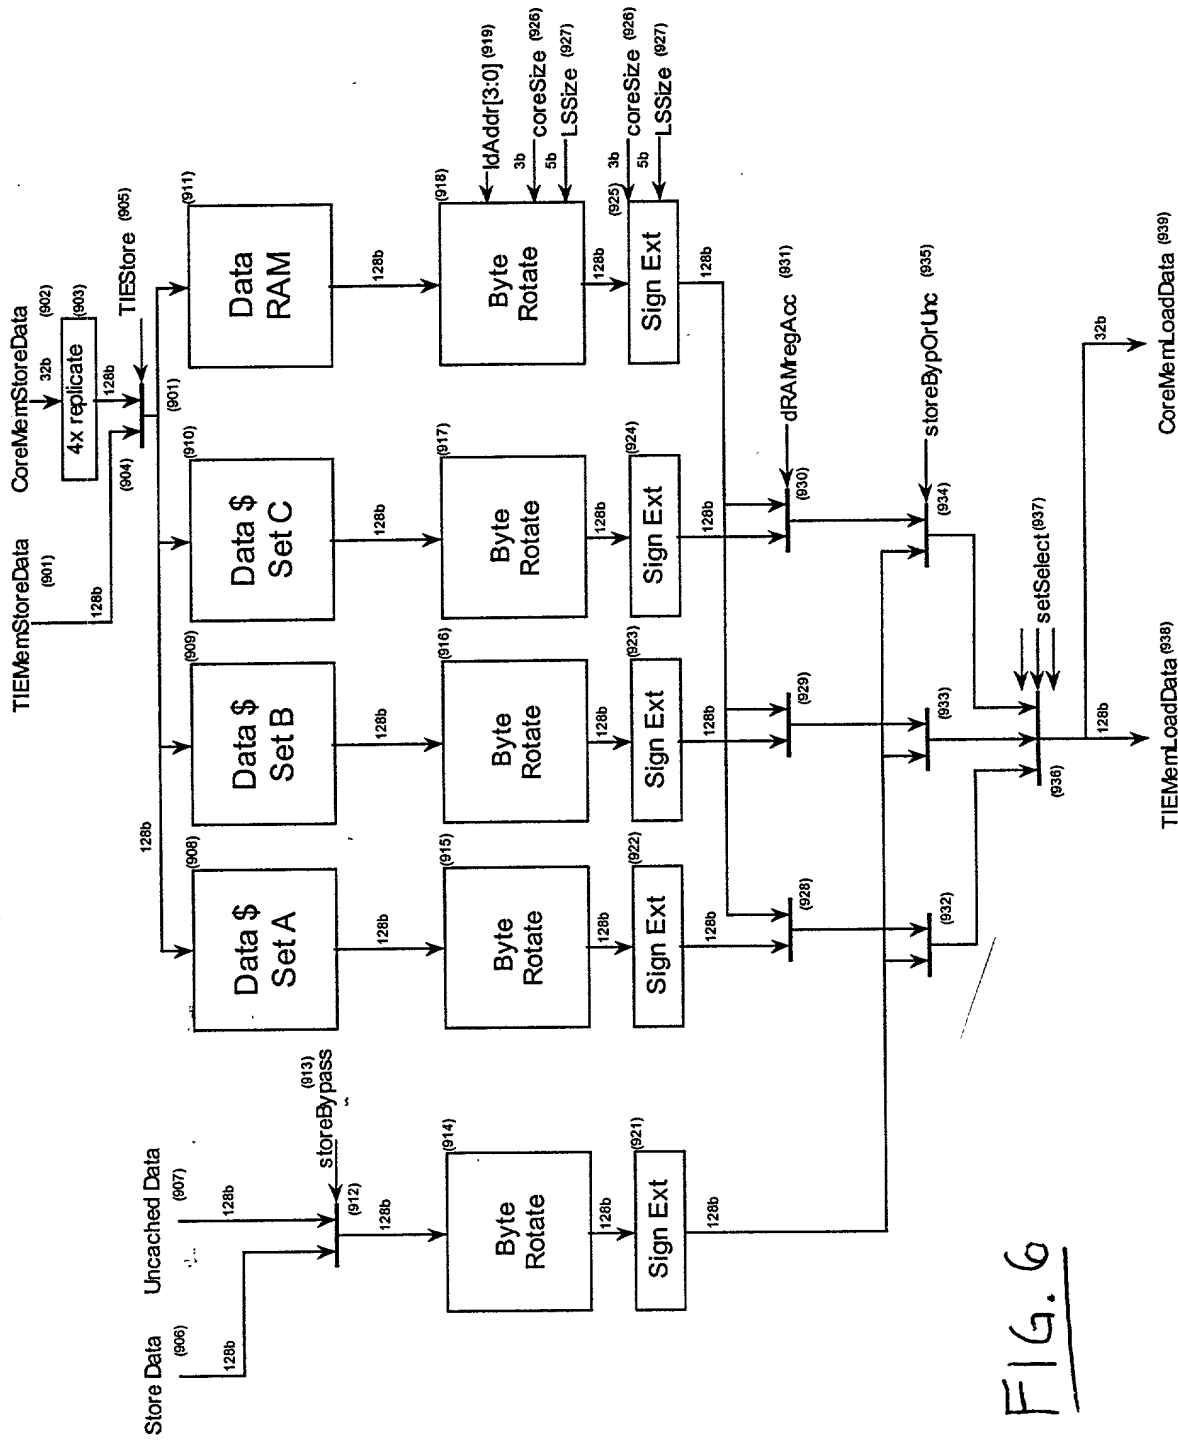 TIEMemStoreData
(901)
128b
CoreMemStoreData
(902)
32b
4x replicate
(903)
128b
(904)
TIEStore (905)
(901)
128b
Store Data
(906)
128b
Uncached Data
(907)
128b
storeBypass
(913)
(912)
128b
Data $
Set A
(908)
Data $
Set B
(909)
Data $
Set C
(910)
Data
RAM
(911)
128b
128b
128b
128b
Byte
Rotate
(914)
Byte
Rotate
(915)
Byte
Rotate
(916)
Byte
Rotate
(917)
Byte
Rotate
(918)
ldAddr[3:0] (919)
3b
coreSize (926)
5b
LSSize (927)
128b
128b
128b
128b
128b
Sign Ext
(921)
Sign Ext
(922)
Sign Ext
(923)
Sign Ext
(924)
Sign Ext
(925)
3b
coreSize (926)
5b
LSSize (927)
128b
128b
128b
128b
128b
(928)
(929)
(930)
dRAMregAcc (931)
(932)
(933)
(934)
storeBypOrUnc (935)
(936)
setSelect (937)
128b
32b
TIEMemLoadData (938)
CoreMemLoadData (939)
FIG. 6